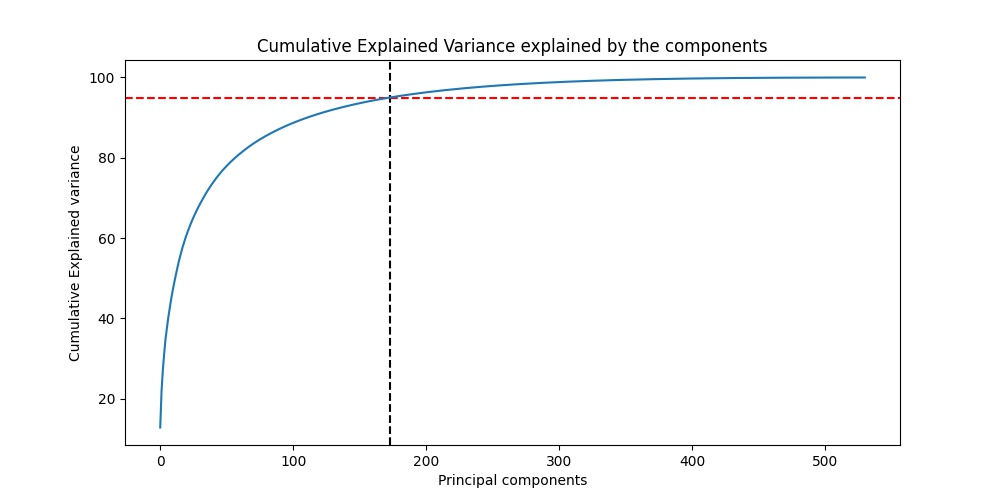 Cumulative Explained Variance explained by the components
100
80
60
40
20
Cumulative Explained variance
0 100 200 300 400 500
Principal components